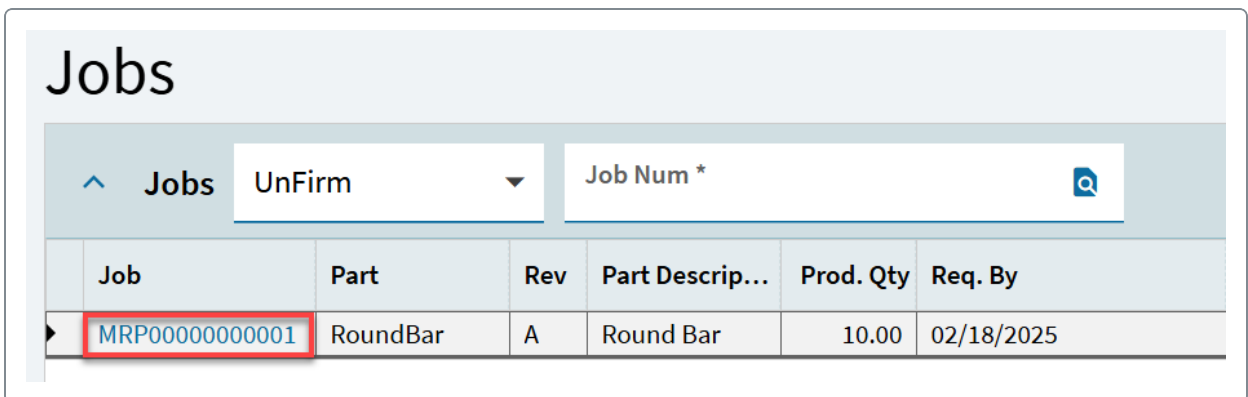 Jobs
Jobs UnFirm Job Num *
Job Part Rev Part Descrip... Prod. Qty Req. By
MRP00000000001 RoundBar A Round Bar 10.00 02/18/2025